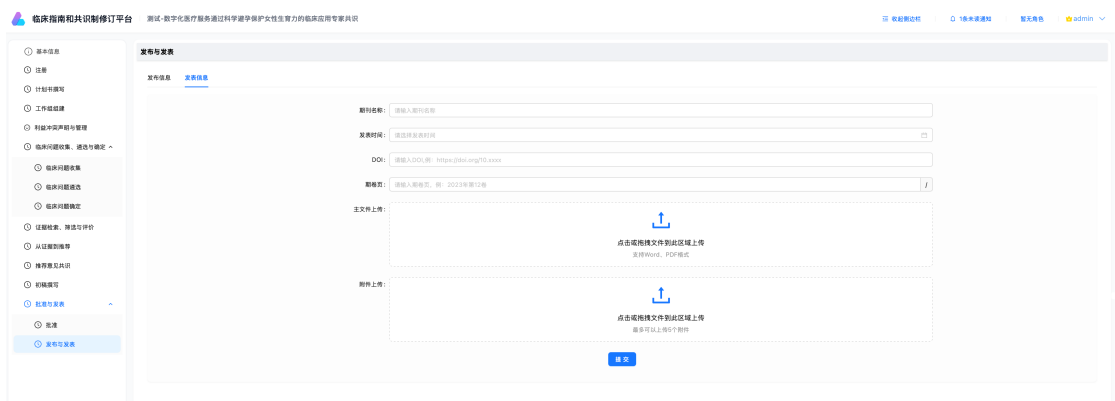 临床指南和共识制修订平台
测试-数字化医疗服务通过科学避孕保护女性生育力的临床应用专家共识
收起侧边栏
1条未读通知
暂无角色
admin
基本信息
注册
计划书撰写
工作组组建
利益冲突声明与管理
临床问题收集、遴选与确定
临床问题收集
临床问题遴选
临床问题确定
证据检索、筛选与评价
从证据到推荐
推荐意见共识
初稿撰写
批准与发表
批准
发布与发表
发布与发表
发布信息 发表信息
期刊名称: 请输入期刊名称
发表时间: 请选择发表时间
DOI: 请输入DOI,例: https://doi.org/10.xxxx
期卷页: 请输入期卷页, 例: 2023年第12卷 /
主文件上传:
点击或拖拽文件到此区域上传
支持Word、PDF格式
附件上传:
点击或拖拽文件到此区域上传
最多可以上传5个附件
提 交